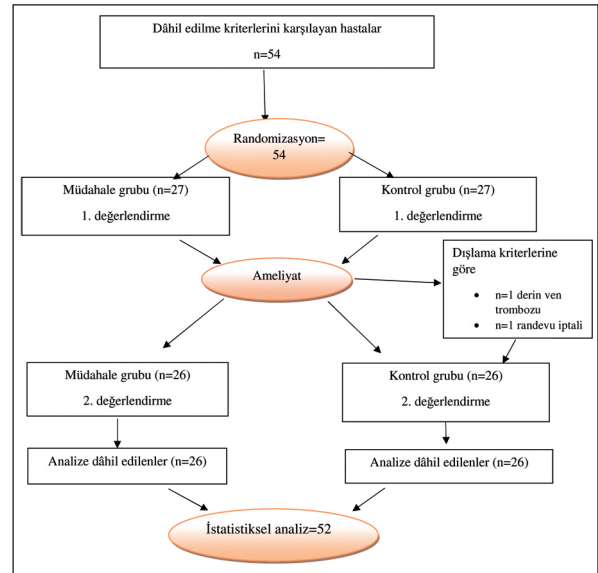 Dâhil edilme kriterlerini karşılayan hastalar
n=54
Randomizasyon=
54
Müdahale grubu (n=27)
1. değerlendirme
Kontrol grubu (n=27)
1. değerlendirme
Ameliyat
Dışlama kriterlerine
göre
• n=1 derin ven
trombozu
• n=1 randevu iptali
Müdahale grubu (n=26)
2. değerlendirme
Kontrol grubu (n=26)
2. değerlendirme
Analize dâhil edilenler (n=26)
Analize dâhil edilenler (n=26)
İstatistiksel analiz=52